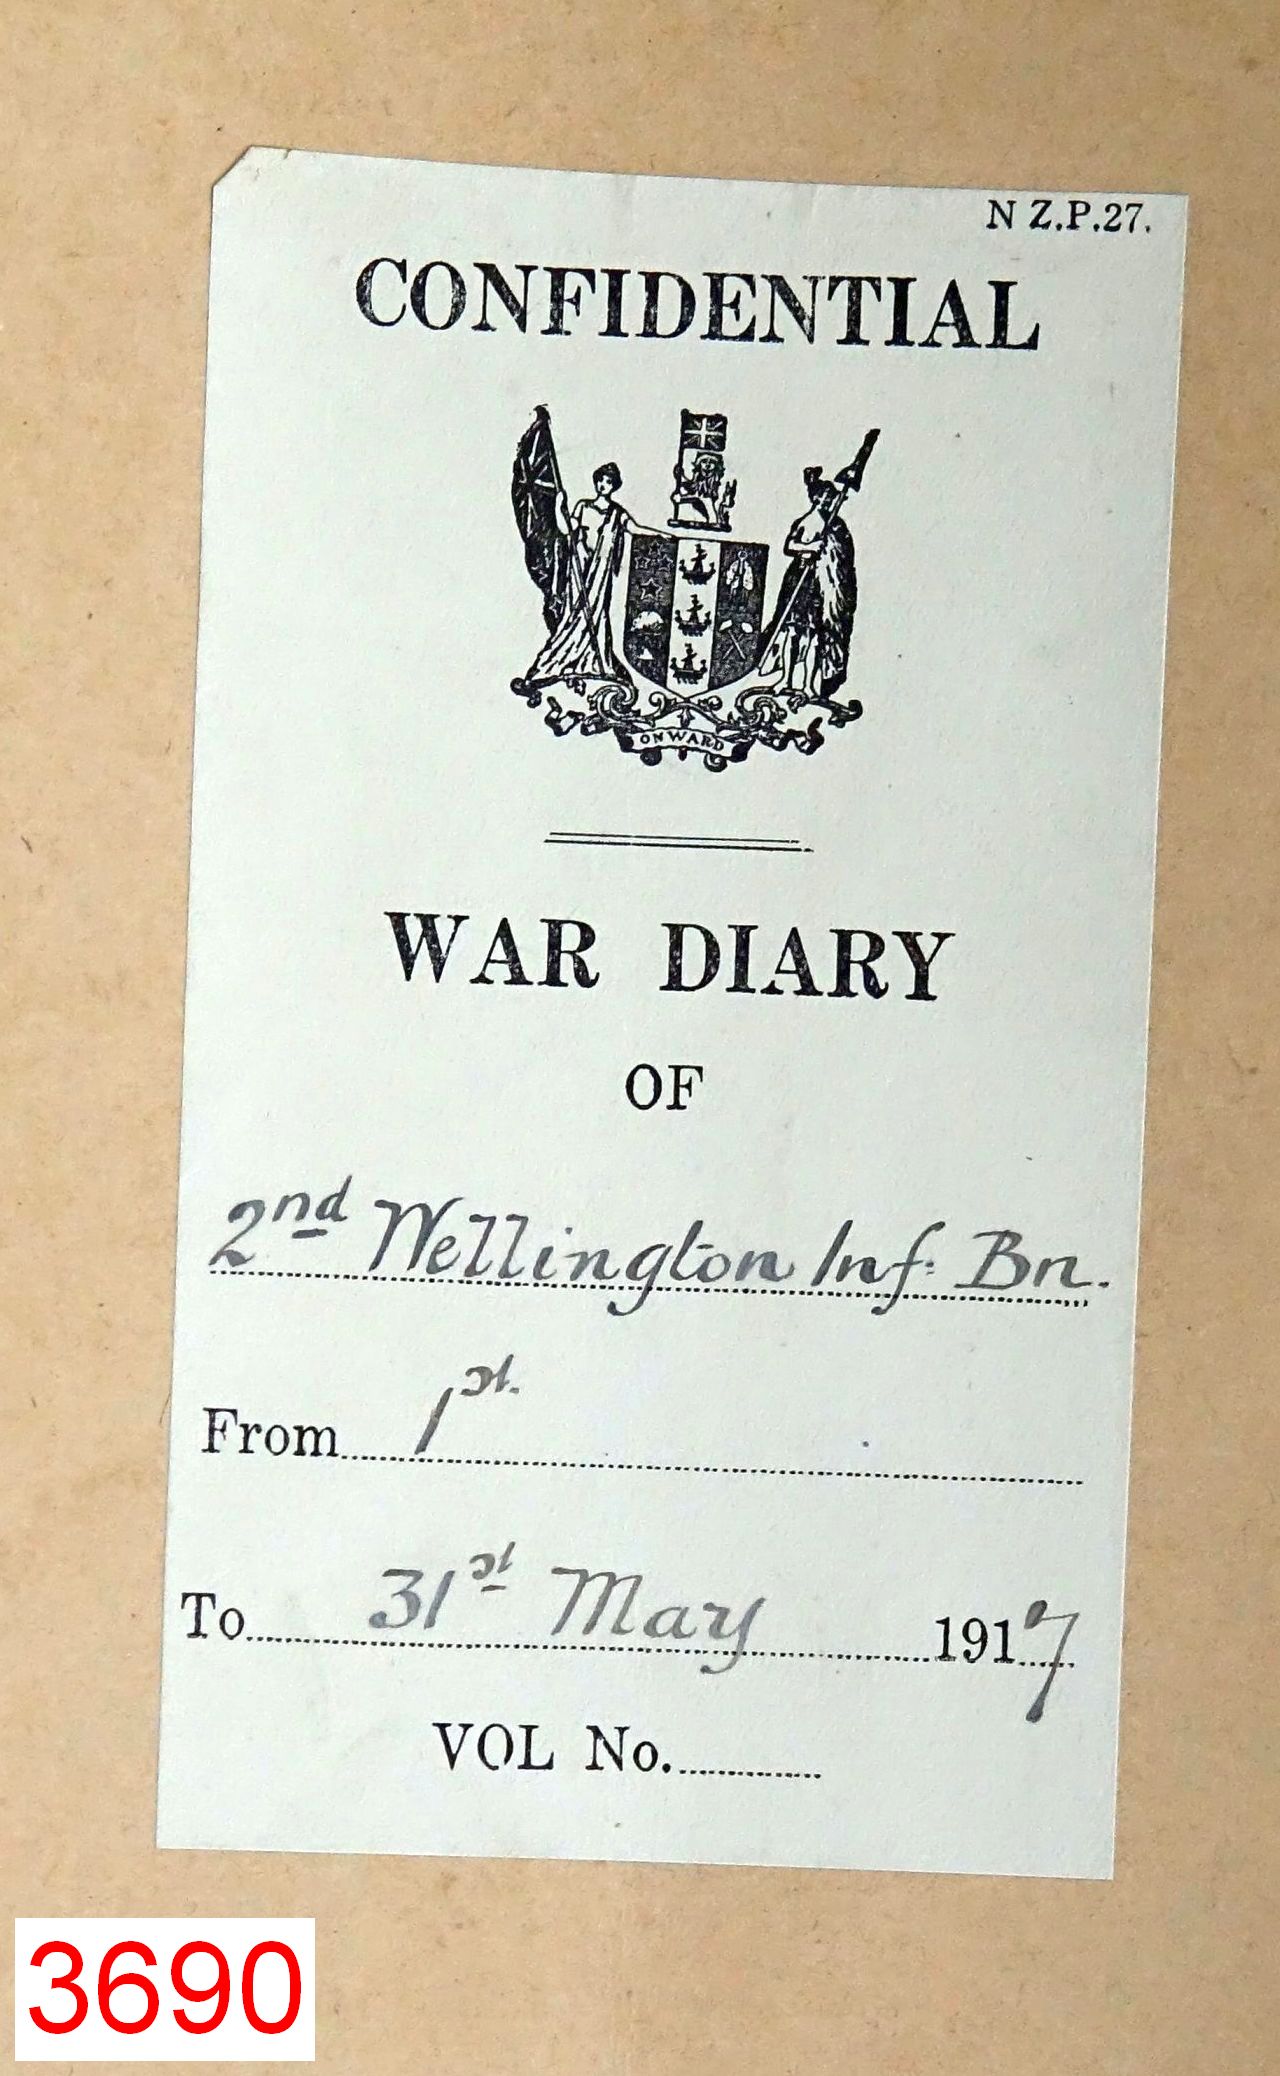 N Z.P.27.
CONFIDENTIAL
ONWARD
WAR DIARY
OF
2nd Wellington Inf: Bn.
From 1st.
To 31st May 1917
VOL No.
3690